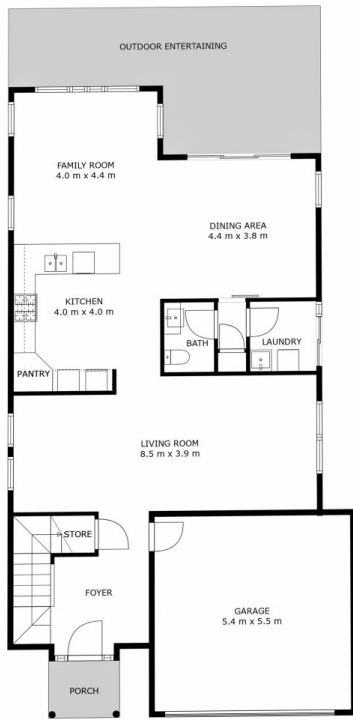 OUTDOOR ENTERTAINING
FAMILY ROOM
4.0 m x 4.4 m
DINING AREA
4.4 m x 3.8 m
KITCHEN
4.0 m x 4.0 m
BATH
LAUNDRY
PANTRY
LIVING ROOM
8.5 m x 3.9 m
STORE
FOYER
GARAGE
5.4 m x 5.5 m
PORCH